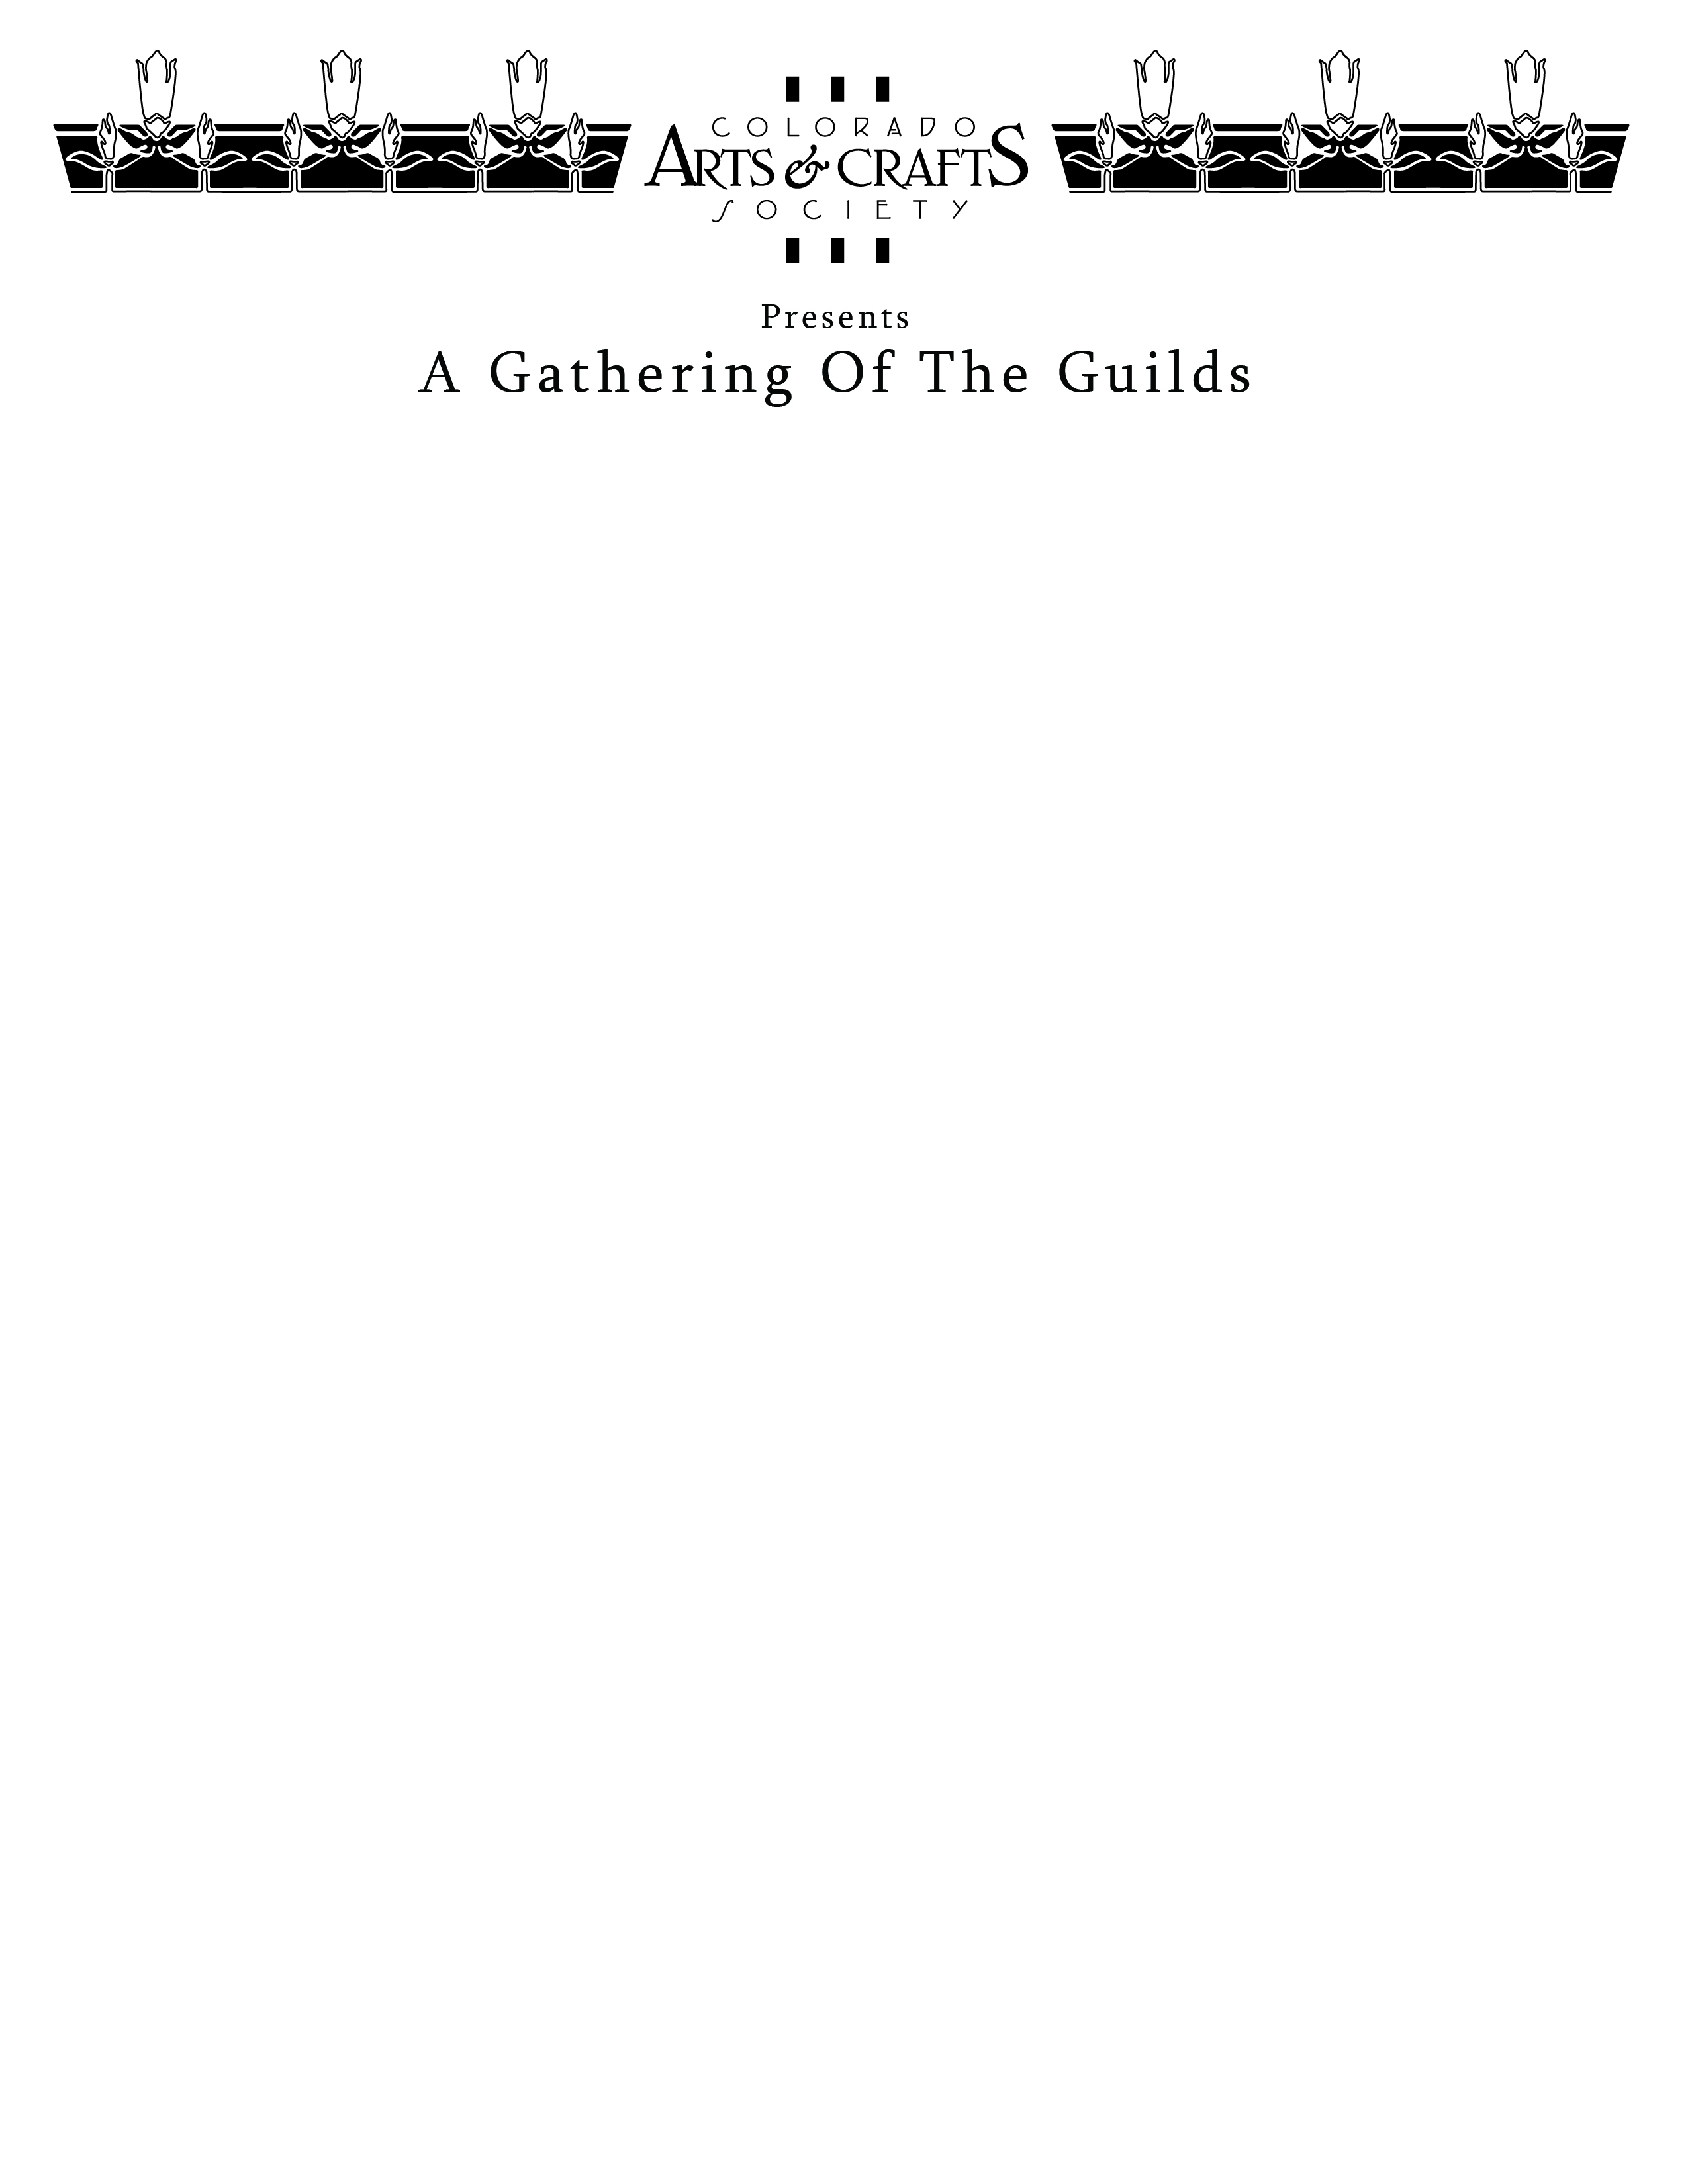 COLORADO
ARTS & CRAFTS
SOCIETY
Presents
A Gathering Of The Guilds